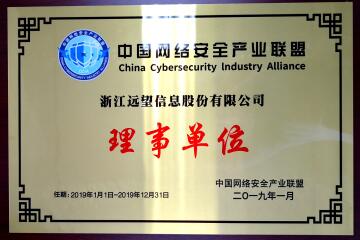 中国网络安全产业联盟
China Cybersecurity Industry Alliance
浙江远望信息股份有限公司
理事单位
任期:2019年1月1日-2019年12月31日
中国网络安全产业联盟
二〇一九年一月